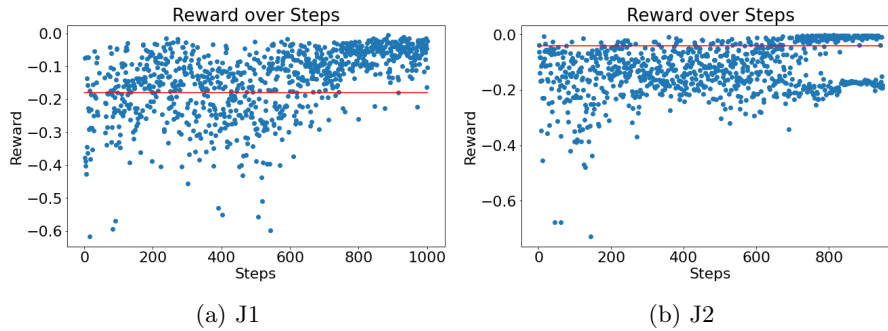 Reward over Steps
0.0
−0.1
−0.2
−0.3
−0.4
−0.5
−0.6
Reward
0 200 400 600 800 1000
Steps
(a) J1
Reward over Steps
0.0
−0.2
−0.4
−0.6
Reward
0 200 400 600 800
Steps
(b) J2